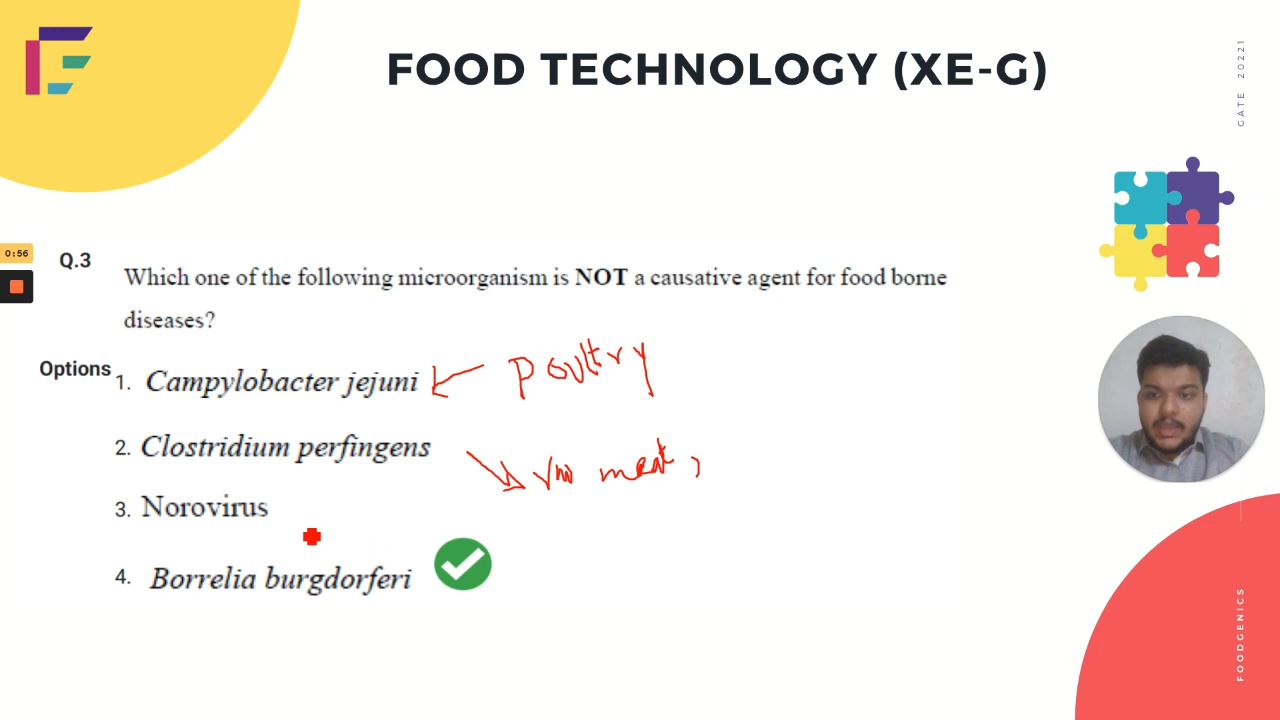 FOOD TECHNOLOGY (XE-G)
GATE 20221
0:56
Q.3
Which one of the following microorganism is NOT a causative agent for food borne
diseases?
Options
1. Campylobacter jejuni
Poultry
2. Clostridium perfingens
meat,
3. Norovirus
4. Borrelia burgdorferi
FOODGENICS